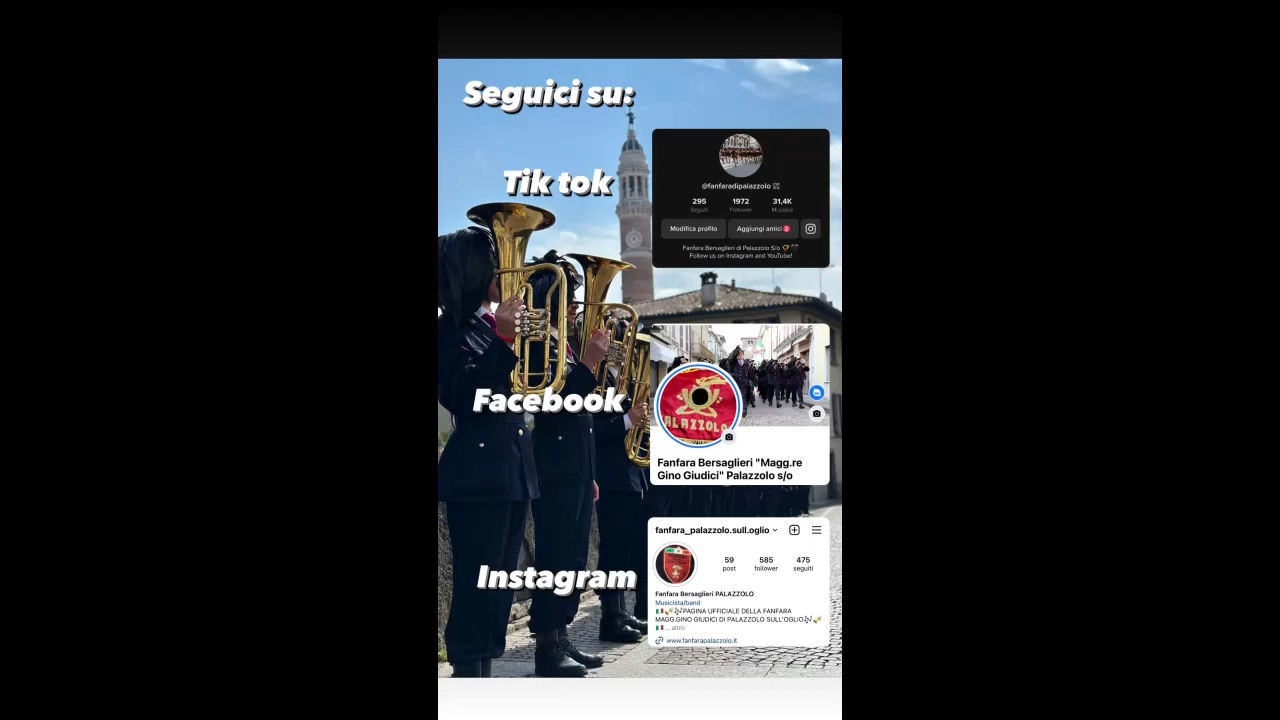 Seguici su:
Tik tok
@fanfaradipalazzolo
295 1972 31,4K
Seguiti Follower Mi piace
Modifica profilo Aggiungi amici 2
Fanfara Bersaglieri di Palazzolo S/o
Follow us on Instagram and YouTube!
Facebook
PALAZZOLO
Fanfara Bersaglieri "Magg.re
Gino Giudici" Palazzolo s/o
Instagram
fanfara_palazzolo.sull.oglio
59 585 475
post follower seguiti
Fanfara Bersaglieri PALAZZOLO
Musicista/band
🇮🇹🎺🎶PAGINA UFFICIALE DELLA FANFARA
MAGG.GINO GIUDICI DI PALAZZOLO SULL'OGLIO🎶🎺
🇮🇹... altro
www.fanfarapalazzolo.it